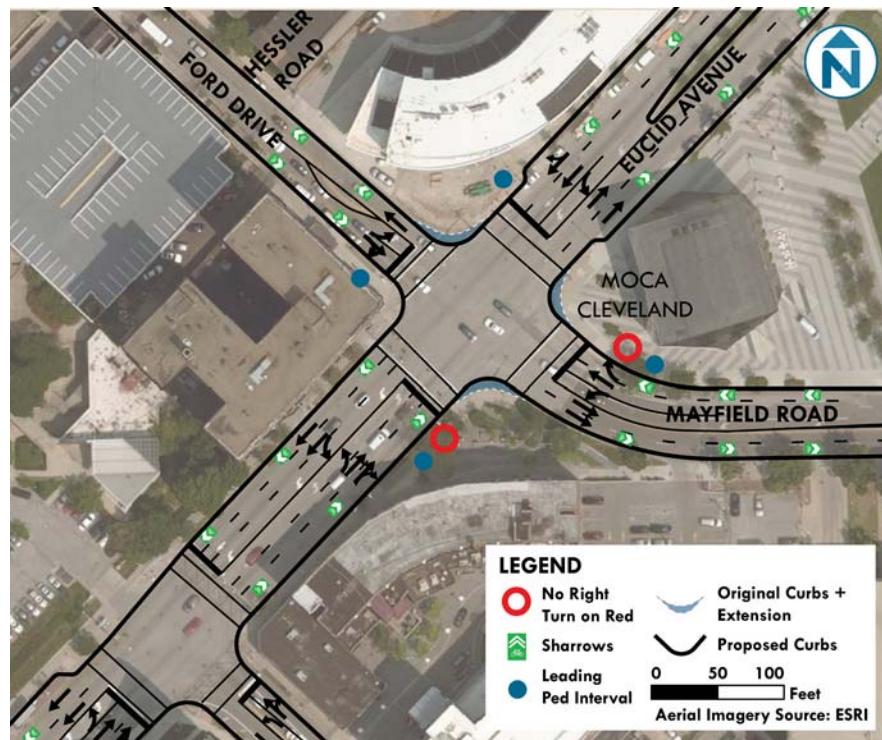 HESSLER
ROAD
FORD DRIVE
EUCLID AVENUE
N
MOCA
CLEVELAND
MAYFIELD ROAD
LEGEND
No Right
Turn on Red
Sharrows
Leading
Ped Interval
Original Curbs +
Extension
Proposed Curbs
0 50 100
Feet
Aerial Imagery Source: ESRI